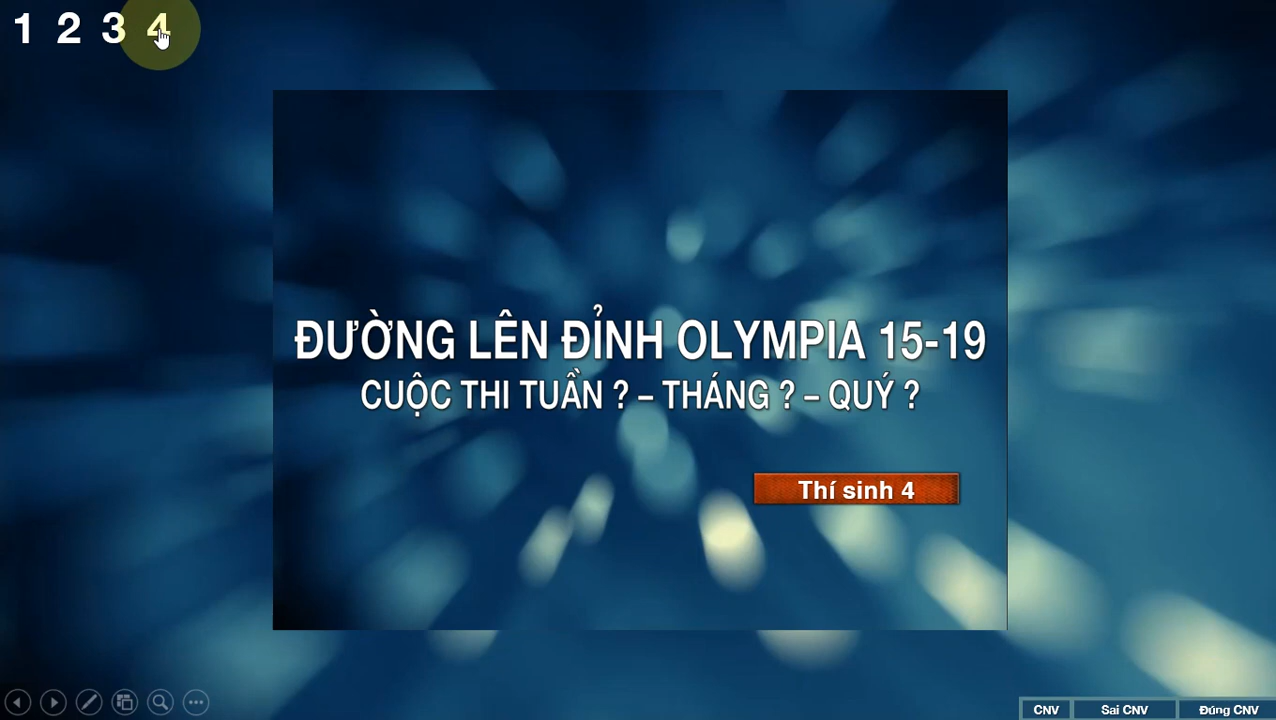 1 2 3 4
ĐƯỜNG LÊN ĐỈNH OLYMPIA 15-19
CUỘC THI TUẦN ? – THÁNG ? – QUÝ ?
Thí sinh 4
CNV Sai CNV Đúng CNV